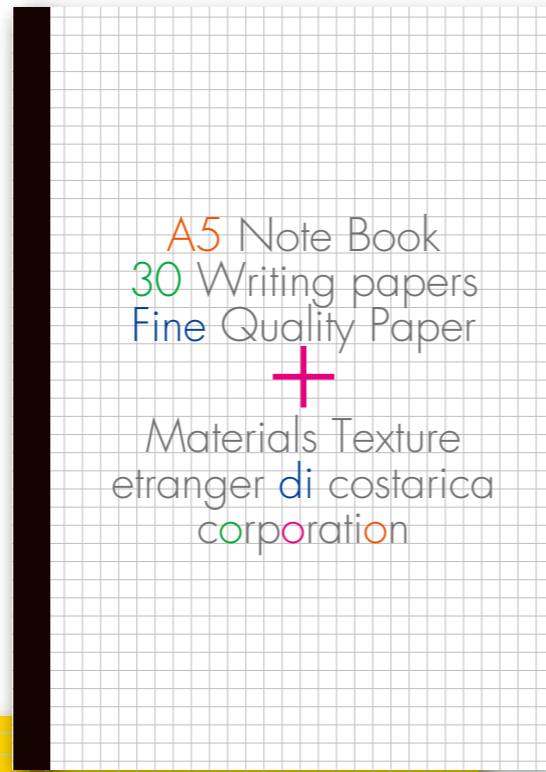 A5 Note Book
30 Writing papers
Fine Quality Paper
+
Materials Texture
etranger di costarica
corporation